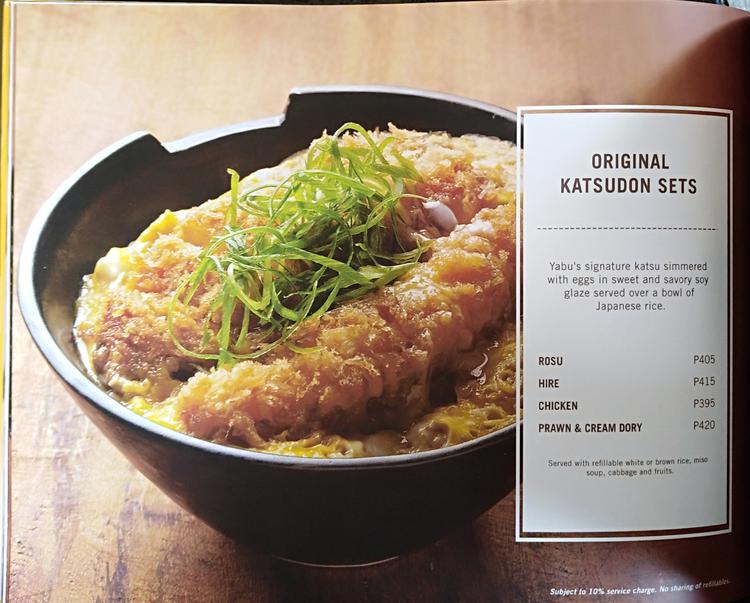 ORIGINAL
KATSUDON SETS
Yabu's signature katsu simmered
with eggs in sweet and savory soy
glaze served over a bowl of
Japanese rice.
ROSU P405
HIRE P415
CHICKEN P395
PRAWN & CREAM DORY P420
Served with refillable white or brown rice, miso
soup, cabbage and fruits.
Subject to 10% service charge. No sharing of refillables.